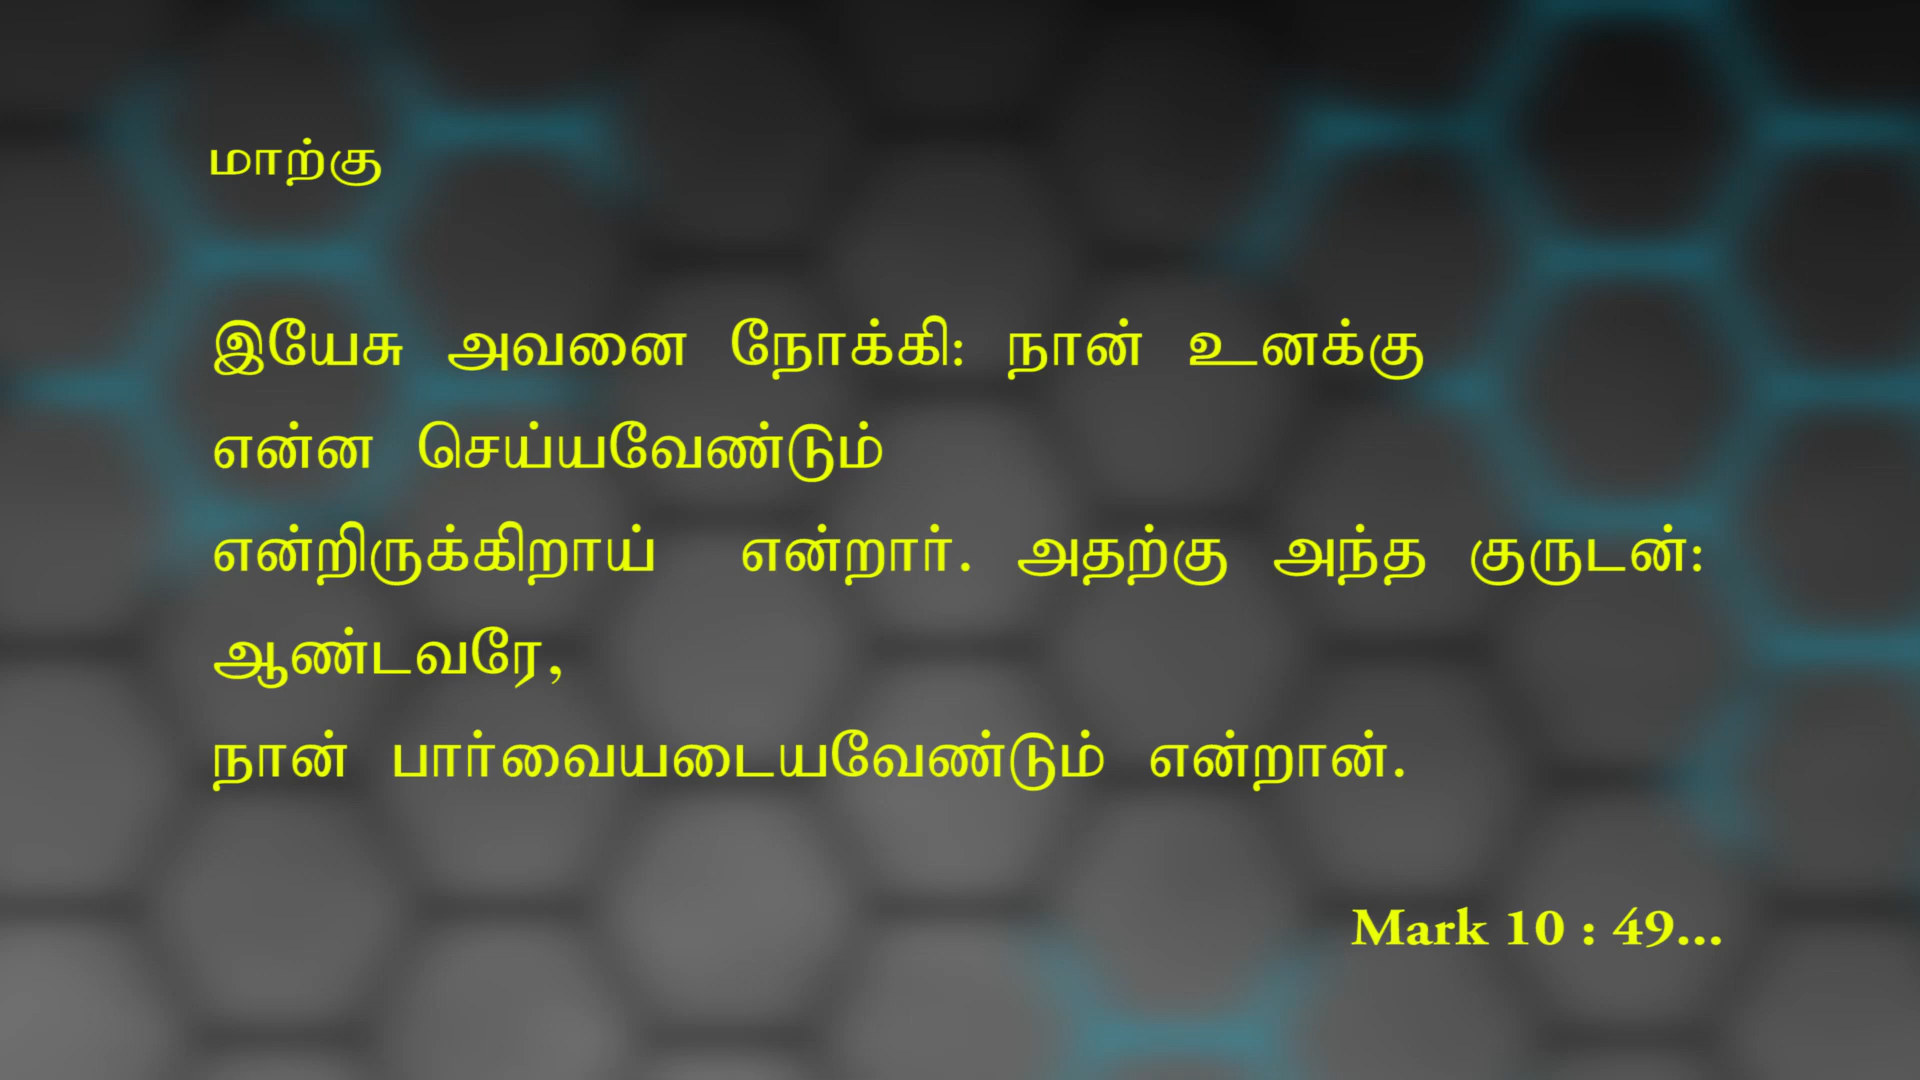 மாற்கு
இயேசு அவனை நோக்கி: நான் உனக்கு
என்ன செய்யவேண்டும்
என்றிருக்கிறாய் என்றார். அதற்கு அந்த குருடன்:
ஆண்டவரே,
நான் பார்வையடையவேண்டும் என்றான்.
Mark 10 : 49...